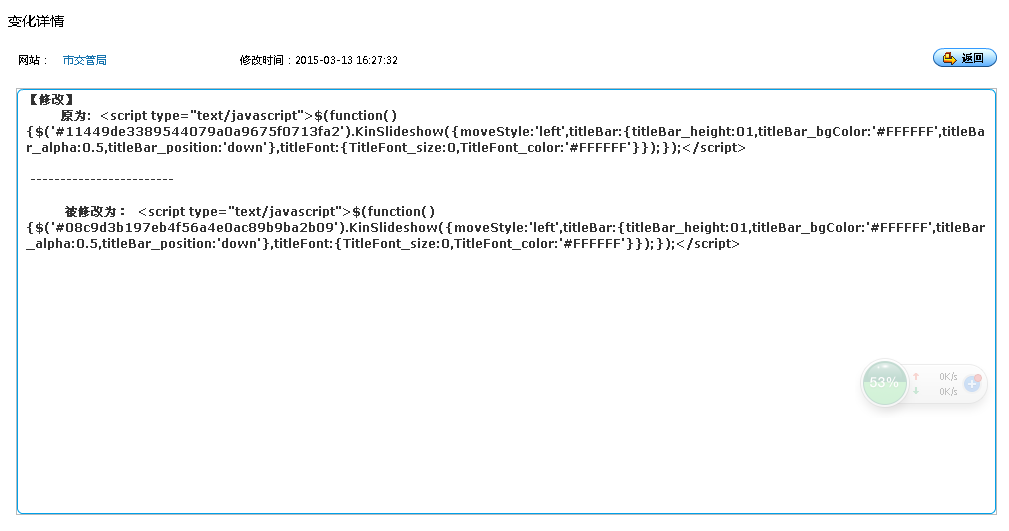 变化详情
网站： 市交管局 修改时间：2015-03-13 16:27:32 返回
【修改】
原为: <script type="text/javascript">$(function()
{$('#11449de3389544079a0a9675f0713fa2').KinSlideshow({moveStyle:'left',titleBar:{titleBar_height:01,titleBar_bgColor:'#FFFFFF',titleBa
r_alpha:0.5,titleBar_position:'down'},titleFont:{TitleFont_size:0,TitleFont_color:'#FFFFFF'}});});</script>
------------------------
被修改为： <script type="text/javascript">$(function()
{$('#08c9d3b197eb4f56a4e0ac89b9ba2b09').KinSlideshow({moveStyle:'left',titleBar:{titleBar_height:01,titleBar_bgColor:'#FFFFFF',titleBar
_alpha:0.5,titleBar_position:'down'},titleFont:{TitleFont_size:0,TitleFont_color:'#FFFFFF'}});});</script>
53% ↑ 0K/s
↓ 0K/s